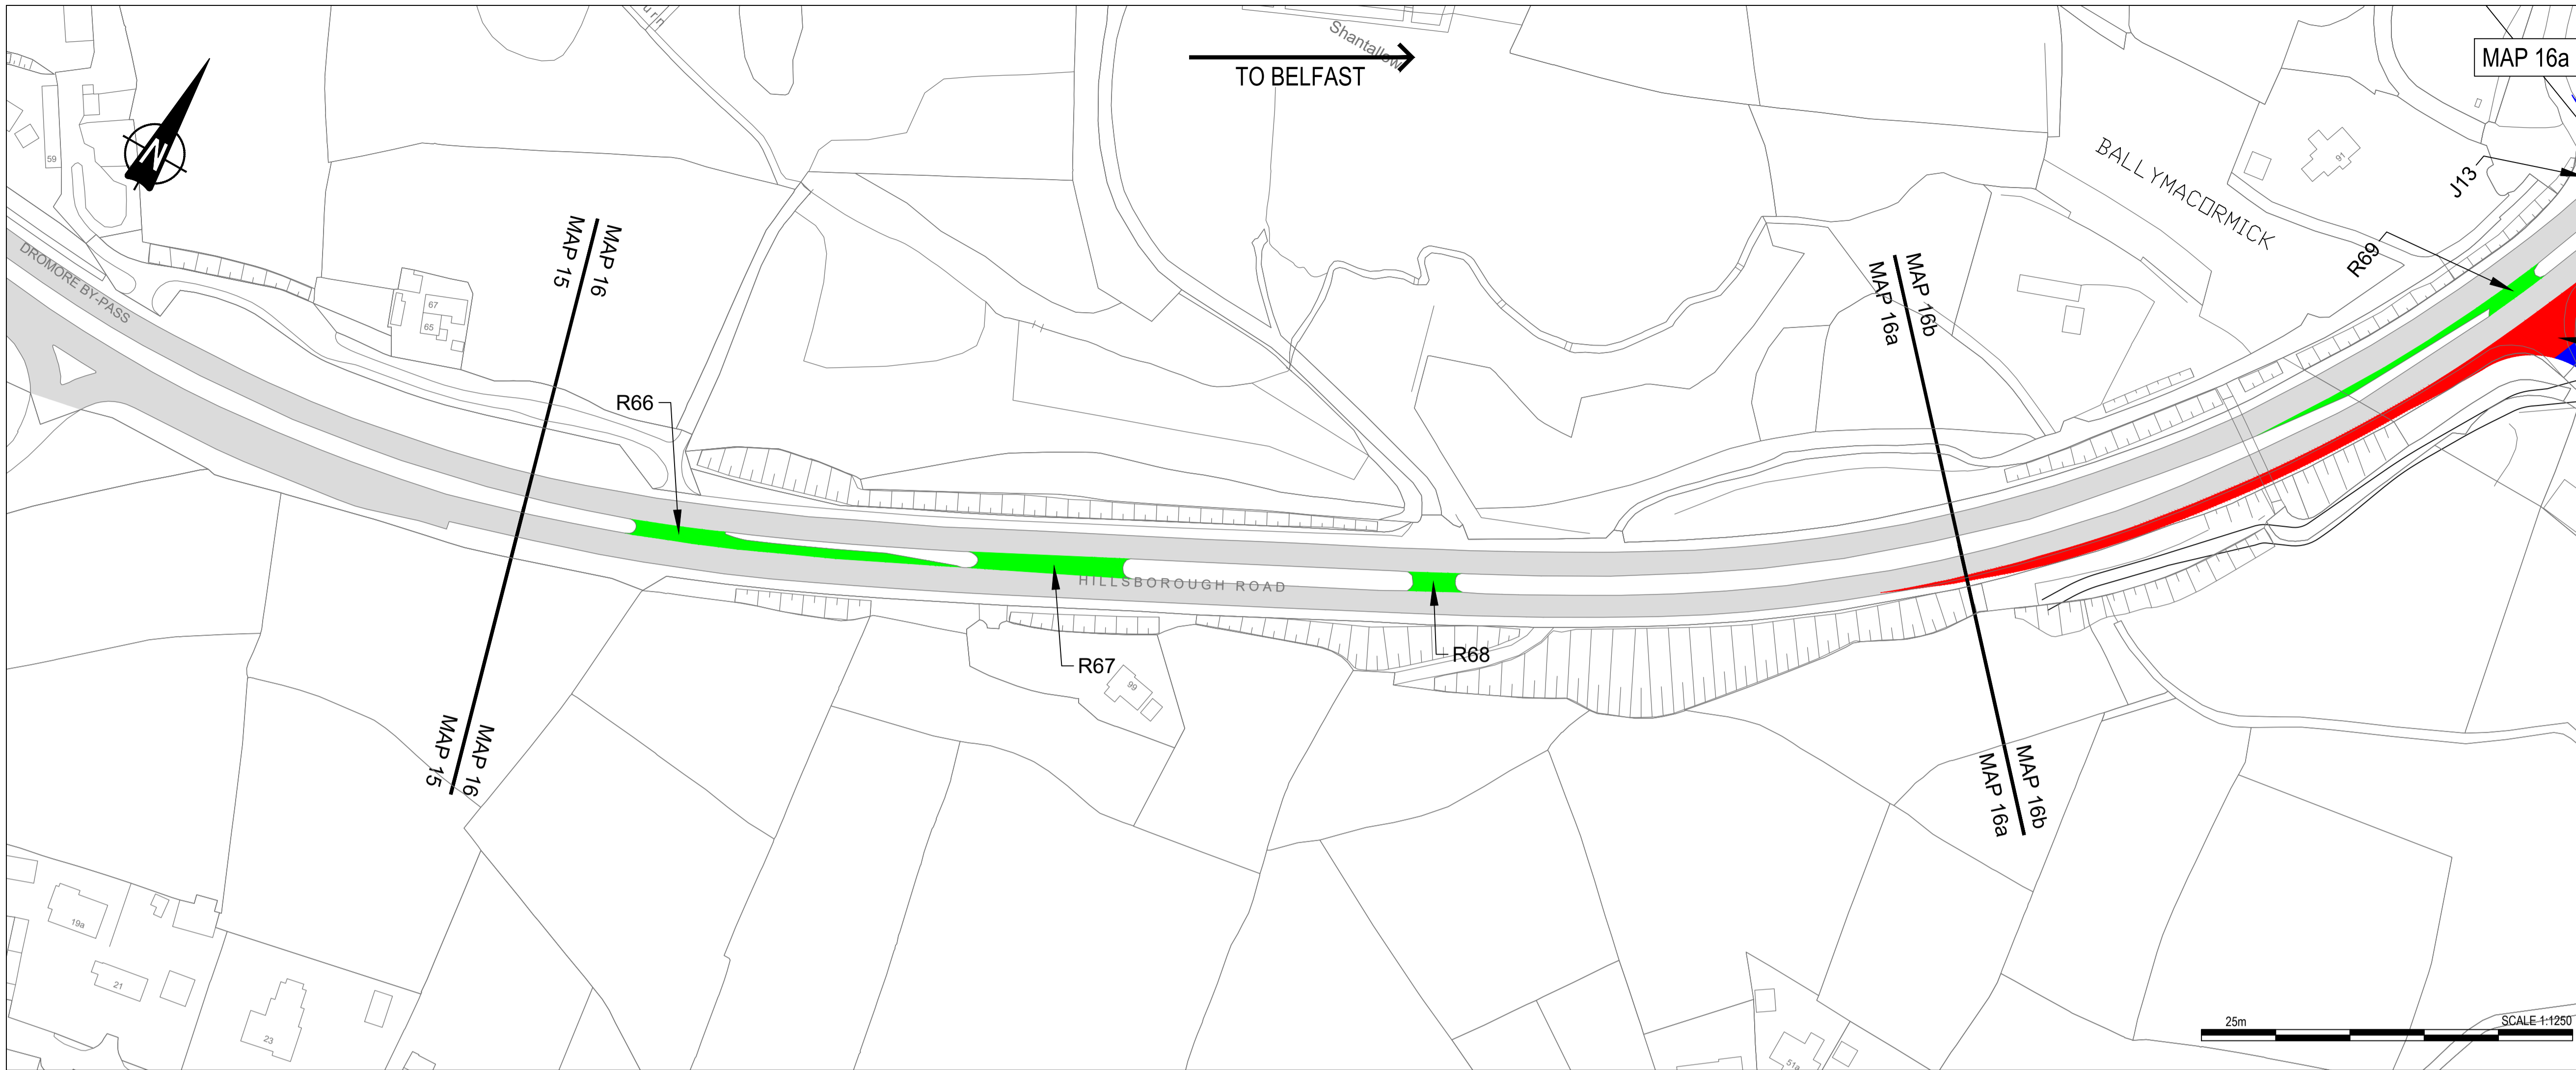 Shantallow
TO BELFAST
MAP 16a
59
N
BALLYMACORMICK
J13
R69
DROMORE BY-PASS
MAP 15
MAP 16
MAP 16a
MAP 16b
91
67
65
R66
HILLSBOROUGH ROAD
R67
R68
99
MAP 15
MAP 16
MAP 16a
MAP 16b
19a
21
23
51a
25m
SCALE 1:1250